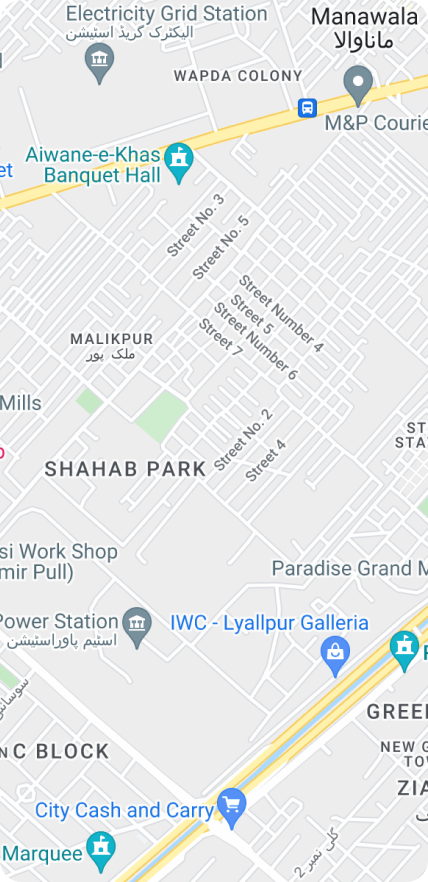 Electricity Grid Station
الیکٹرک گریڈ اسٹیشن
Manawala
ماناوالا
WAPDA COLONY
M&P Courie
Aiwane-e-Khas
Banquet Hall
et
Street No. 3
Street No. 5
Street Number 4
Street 5
Street Number 6
Street 7
MALIKPUR
ملک پور
Mills
Street No. 2
Street 4
ST
STA
SHAHAB PARK
si Work Shop
mir Pull)
Paradise Grand M
Power Station
اسٹیم پاوراسٹیشن
IWC - Lyallpur Galleria
سوساںٹی
GREE
N C BLOCK
NEW G
TOW
ZIA
City Cash and Carry
گلی نمبر 2
Marquee